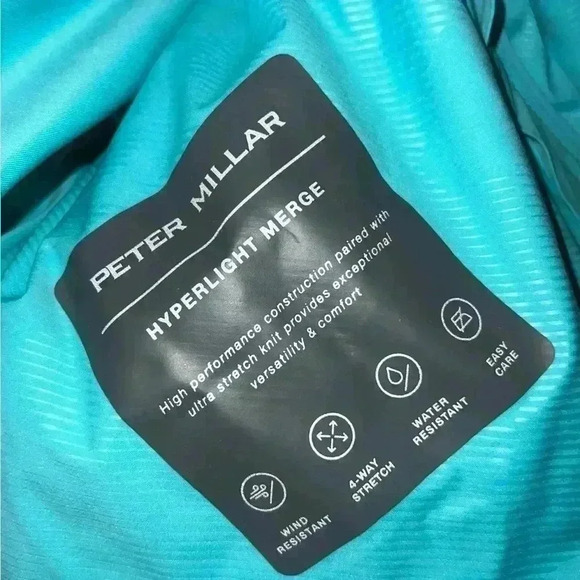 PETER MILLAR
HYPERLIGHT MERGE
High performance construction paired with
ultra stretch knit provides exceptional
versatility & comfort
WIND
RESISTANT
4-WAY
STRETCH
WATER
RESISTANT
EASY
CARE